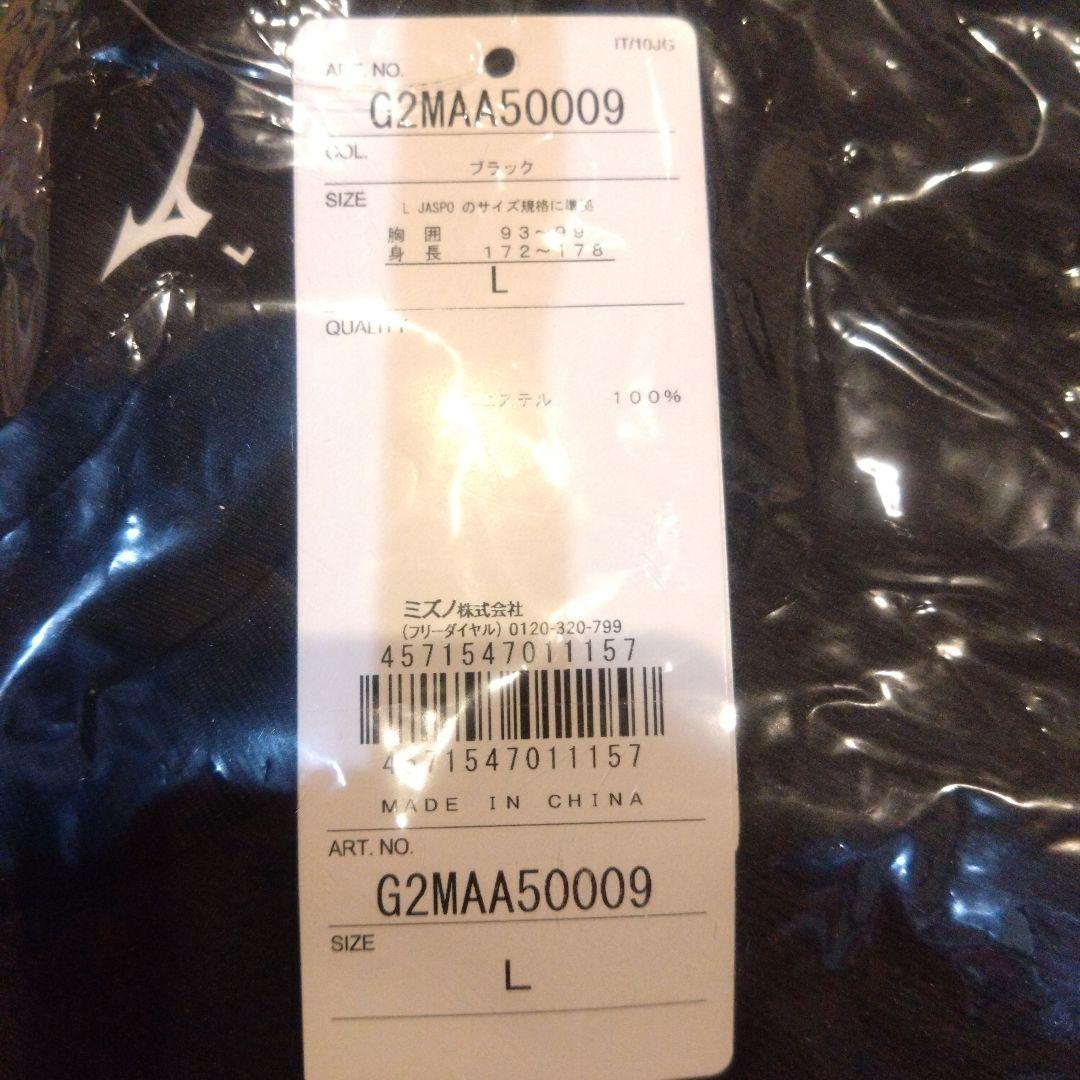 IT/10JG
ART. NO.
G2MAA50009
COL.
ブラック
SIZE
L JASPO のサイズ規格に準拠
胸 囲 93~99
身 長 172~178
L
QUALITY
エステル 100%
ミズノ株式会社
(フリーダイヤル) 0120-320-799
4571547011157
4571547011157
MADE IN CHINA
ART. NO.
G2MAA50009
SIZE
L